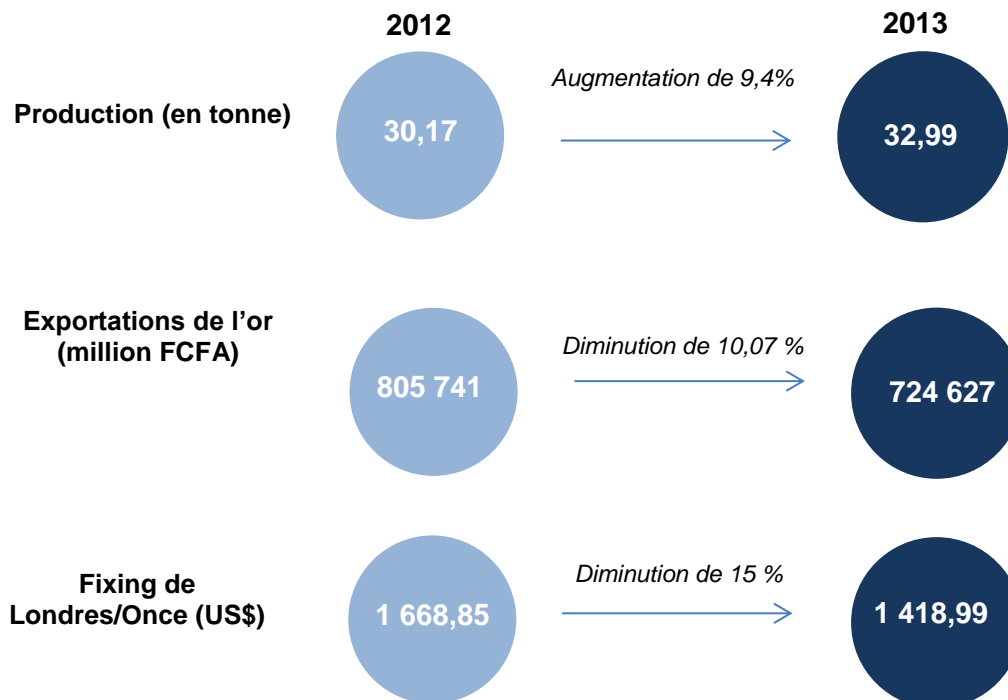 2012
2013
Production (en tonne)
30,17
Augmentation de 9,4%
32,99
Exportations de l’or
(million FCFA)
805 741
Diminution de 10,07 %
724 627
Fixing de
Londres/Once (US$)
1 668,85
Diminution de 15 %
1 418,99